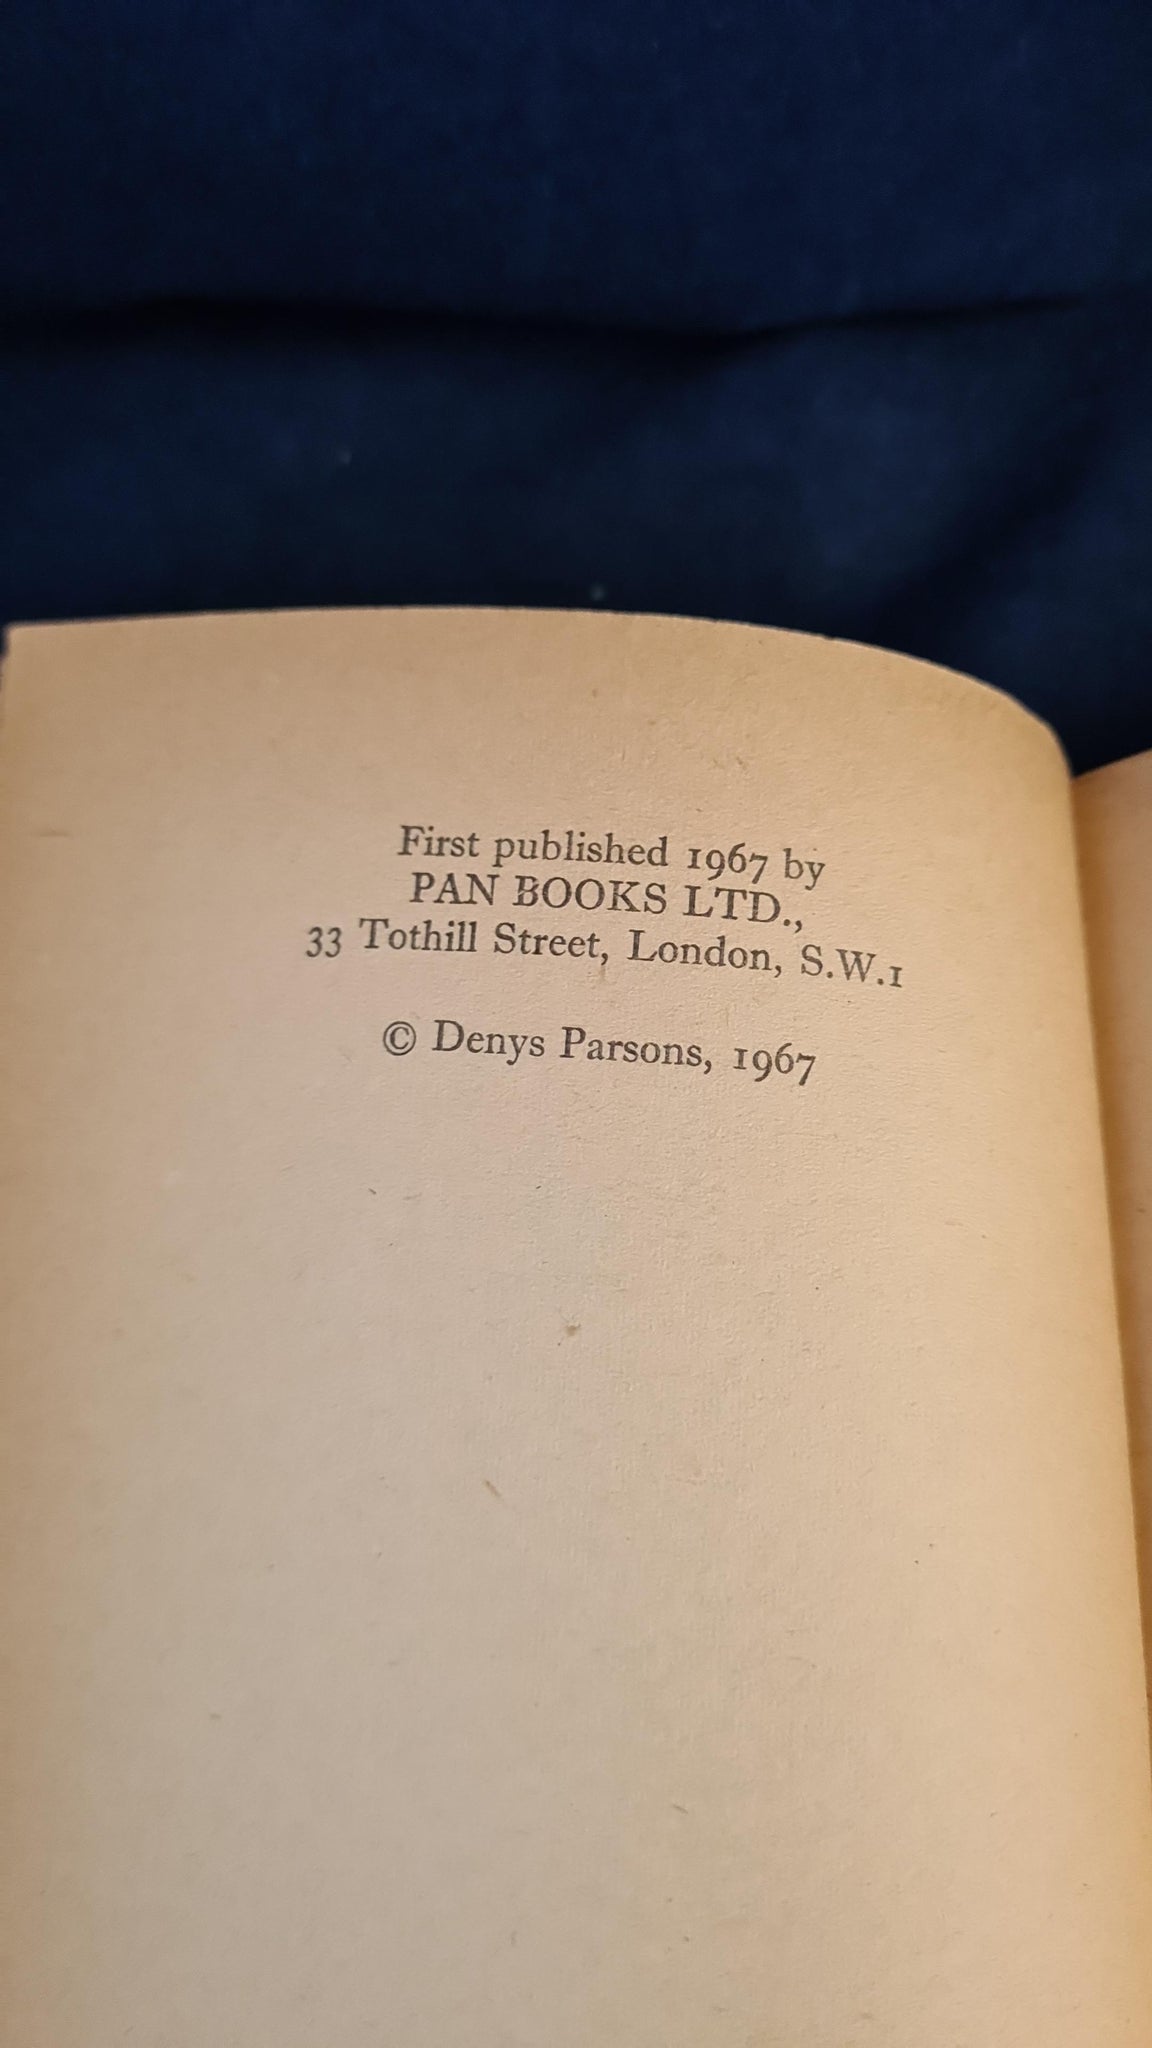 First published 1967 by
PAN BOOKS LTD.,
33 Tothill Street, London, S.W.1
© Denys Parsons, 1967